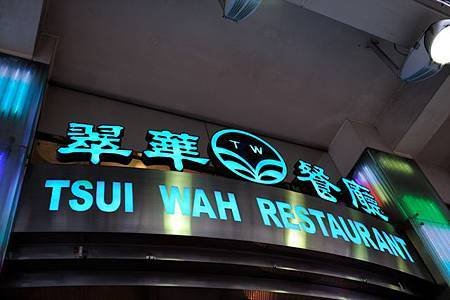 翠華 TW 餐廳
TSUI WAH RESTAURANT